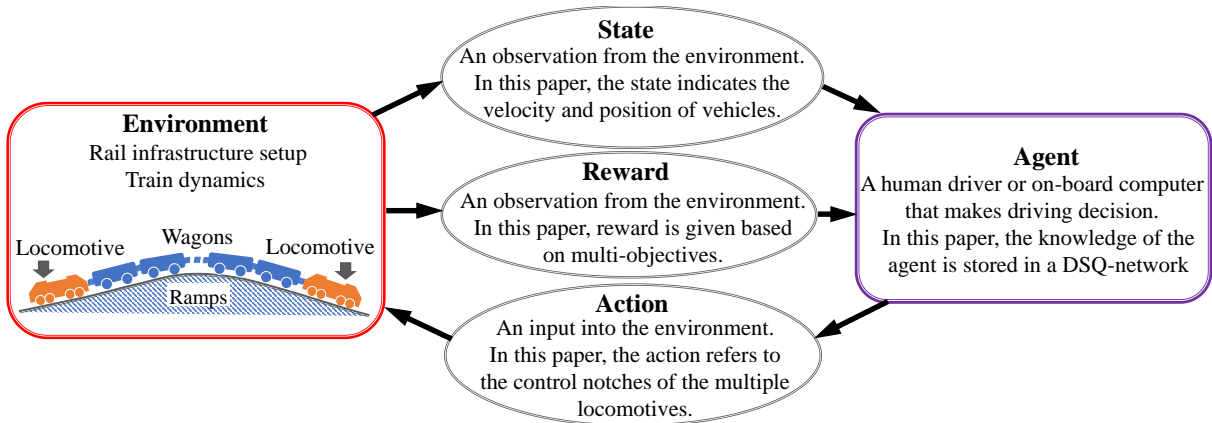 State
An observation from the environment.
In this paper, the state indicates the
velocity and position of vehicles.
Environment
Rail infrastructure setup
Train dynamics
Locomotive
Wagons
Locomotive
Ramps
Reward
An observation from the environment.
In this paper, reward is given based
on multi-objectives.
Action
An input into the environment.
In this paper, the action refers to
the control notches of the multiple
locomotives.
Agent
A human driver or on-board computer
that makes driving decision.
In this paper, the knowledge of the
agent is stored in a DSQ-network